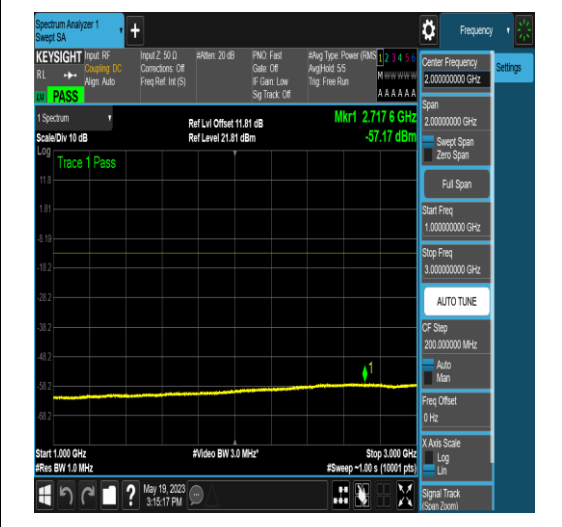 Spectrum Analyzer 1
Swept SA
+
Frequency
KEYSIGHT
RL
PASS
Input: RF
Coupling: DC
Align: Auto
Input Z: 50 Ω
Corrections: Off
Freq Ref: Int (S)
#Atten: 20 dB
PNO: Fast
Gate: Off
IF Gain: Low
Sig Track: Off
#Avg Type: Power (RMS
Avg|Hold: 5/5
Trig: Free Run
1 2 3 4 5 6
M W W W W W
A A A A A A
1 Spectrum
Scale/Div 10 dB
Ref Lvl Offset 11.81 dB
Ref Level 21.81 dBm
Mkr1 2.717 6 GHz
-57.17 dBm
Log
Trace 1 Pass
11.8
1.81
-8.19
-18.2
-28.2
-38.2
-48.2
-58.2
-68.2
1
Start 1.000 GHz
#Res BW 1.0 MHz
#Video BW 3.0 MHz*
Stop 3.000 GHz
#Sweep ~1.00 s (10001 pts)
May 19, 2023
3:15:17 PM
?
Center Frequency
2.000000000 GHz
Span
2.00000000 GHz
Swept Span
Zero Span
Full Span
Start Freq
1.000000000 GHz
Stop Freq
3.000000000 GHz
AUTO TUNE
CF Step
200.000000 MHz
Auto
Man
Freq Offset
0 Hz
X Axis Scale
Log
Lin
Signal Track
(Span Zoom)
Settings